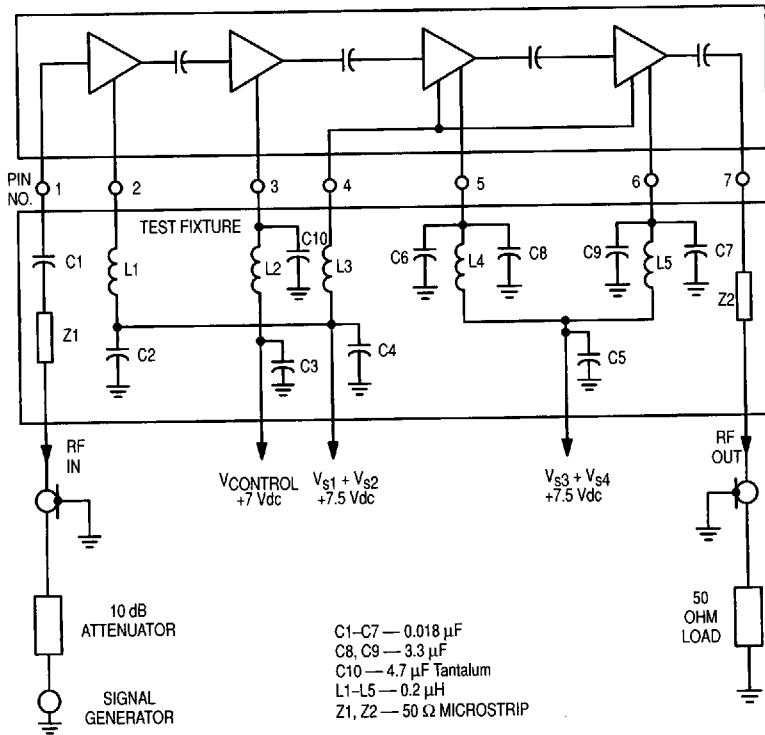 PIN NO.
1
2
3
4
5
6
7
TEST FIXTURE
C1
L1
L2
C10
L3
C6
L4
C8
C9
L5
C7
Z1
Z2
C2
C3
C4
C5
RF IN
VCONTROL
+7 Vdc
Vs1 + Vs2
+7.5 Vdc
Vs3 + Vs4
+7.5 Vdc
RF OUT
10 dB
ATTENUATOR
SIGNAL
GENERATOR
C1–C7 — 0.018 µF
C8, C9 — 3.3 µF
C10 — 4.7 µF Tantalum
L1–L5 — 0.2 µH
Z1, Z2 — 50 Ω MICROSTRIP
50
OHM
LOAD